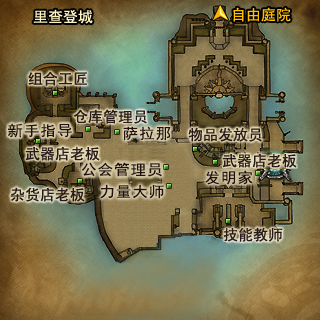 里查登城
自由庭院
组合工匠
仓库管理员
新手指导
萨拉那
物品发放员
武器店老板
公会管理员
武器店老板
发明家
杂货店老板
力量大师
技能教师